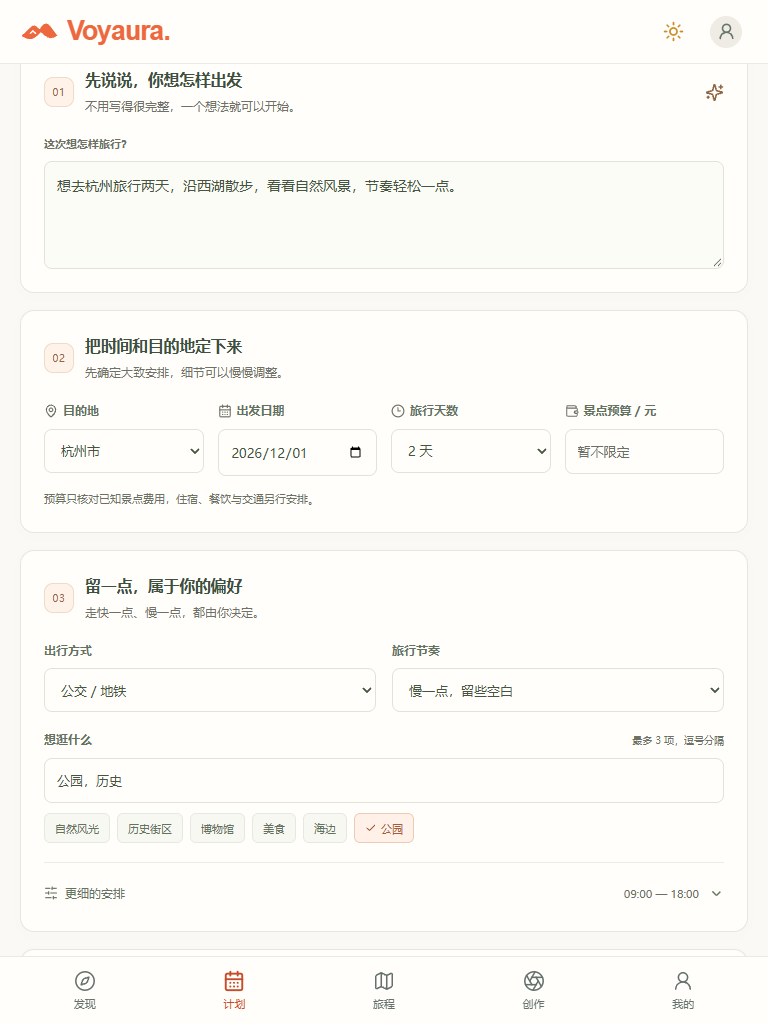 Voyaura.
01
先说说，你想怎样出发
不用写得很完整，一个想法就可以开始。
这次想怎样旅行?
想去杭州旅行两天，沿西湖散步，看看自然风景，节奏轻松一点。
02
把时间和目的地定下来
先确定大致安排，细节可以慢慢调整。
目的地 出发日期 旅行天数 景点预算 / 元
杭州市 2026/12/01 2 天 暂不限定
预算只核对已知景点费用，住宿、餐饮与交通另行安排。
03
留一点，属于你的偏好
走快一点、慢一点，都由你决定。
出行方式 旅行节奏
公交 / 地铁 慢一点，留些空白
想逛什么 最多 3 项，逗号分隔
公园，历史
自然风光 历史街区 博物馆 美食 海边 公园
更细的安排 09:00 — 18:00
发现 计划 旅程 创作 我的